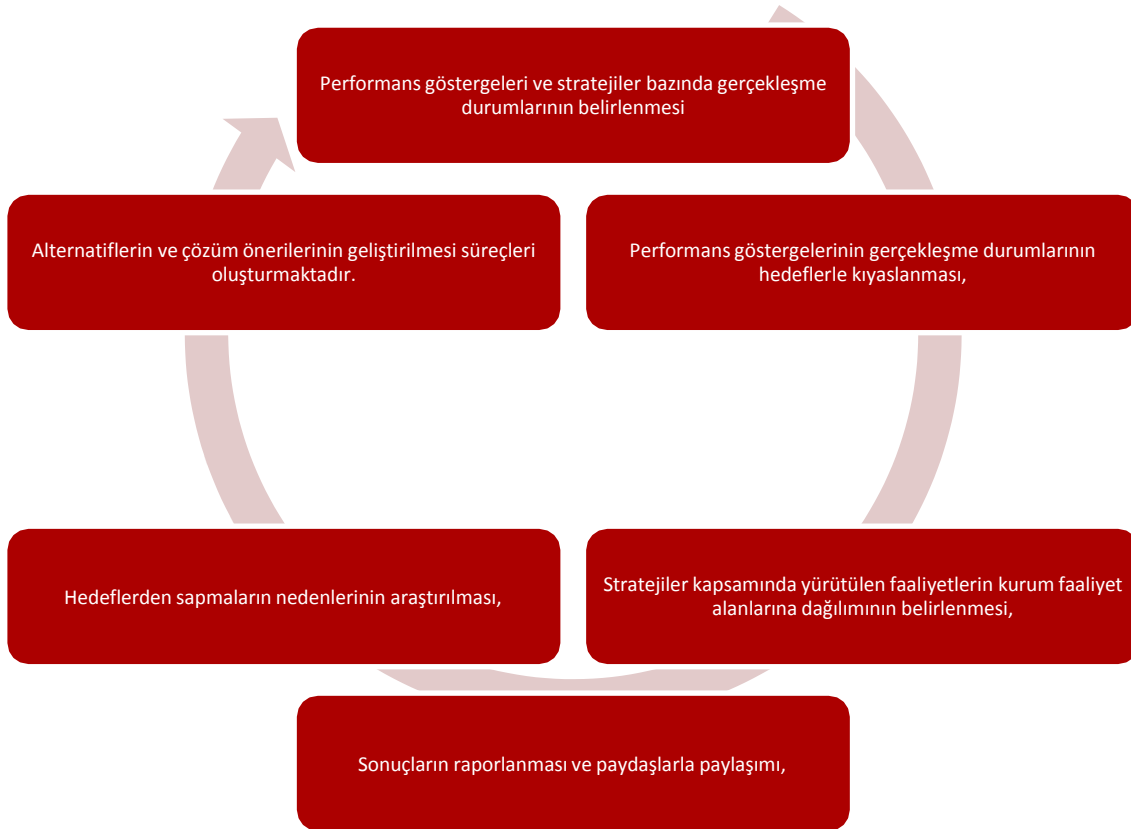 Performans göstergeleri ve stratejiler bazında gerçekleşme
durumlarının belirlenmesi
Performans göstergelerinin gerçekleşme durumlarının
hedeflerle kıyaslanması,
Stratejiler kapsamında yürütülen faaliyetlerin kurum faaliyet
alanlarına dağılımının belirlenmesi,
Sonuçların raporlanması ve paydaşlarla paylaşımı,
Hedeflerden sapmaların nedenlerinin araştırılması,
Alternatiflerin ve çözüm önerilerinin geliştirilmesi süreçleri
oluşturmaktadır.